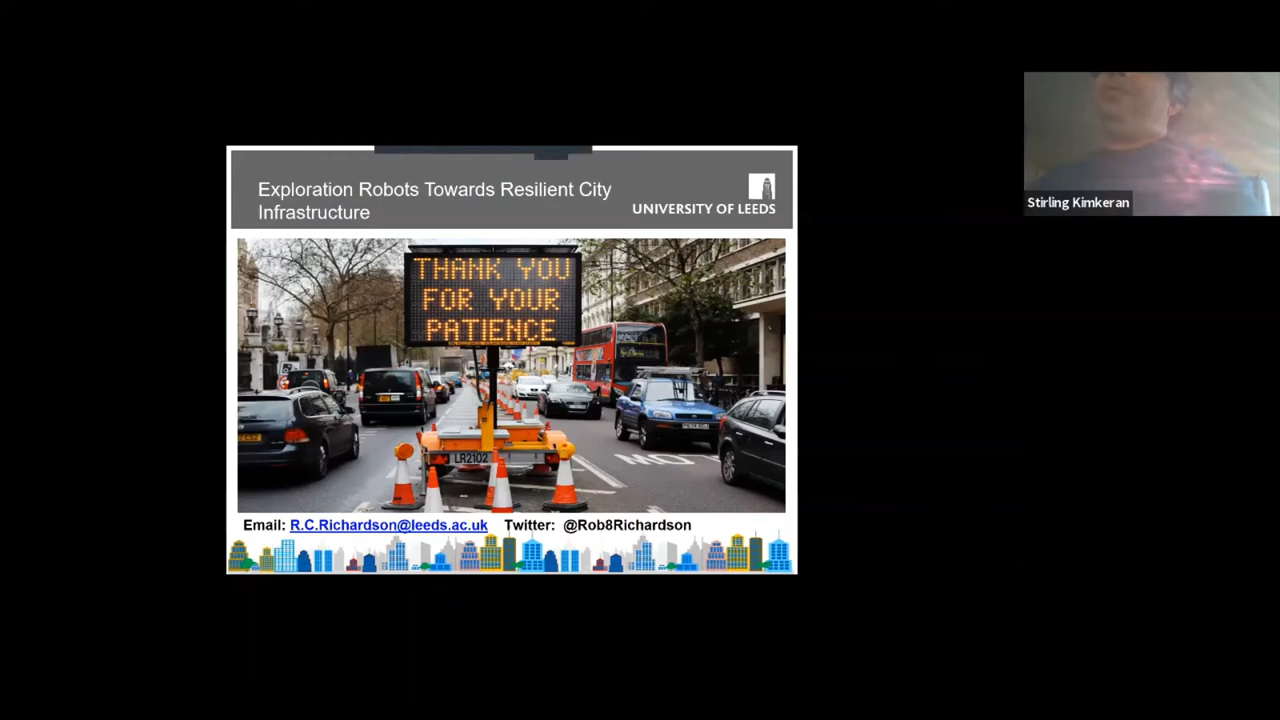 Exploration Robots Towards Resilient City
Infrastructure
UNIVERSITY OF LEEDS
THANK YOU
FOR YOUR
PATIENCE
LR2102
Email: R.C.Richardson@leeds.ac.uk Twitter: @Rob8Richardson
Stirling Kimkeran